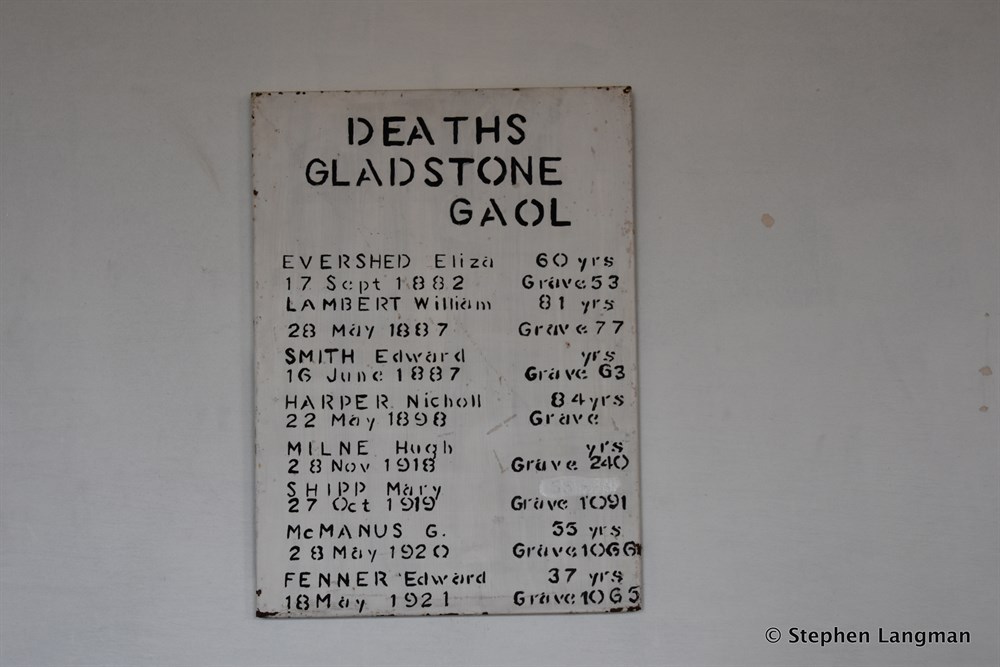 DEATHS
GLADSTONE
GAOL
EVERSHED Eliza 60 yrs
17 Sept 1882 Grave 53
LAMBERT William 81 yrs
28 May 1887 Grave 77
SMITH Edward yrs
16 June 1887 Grave 63
HARPER Nicholl 84 yrs
22 May 1898 Grave
MILNE Hugh yrs
28 Nov 1918 Grave 240
SHIPP Mary
27 Oct 1919 Grave 1091
McMANUS G. 55 yrs
28 May 1920 Grave 1066
FENNER Edward 37 yrs
18 May 1921 Grave 1065
© Stephen Langman